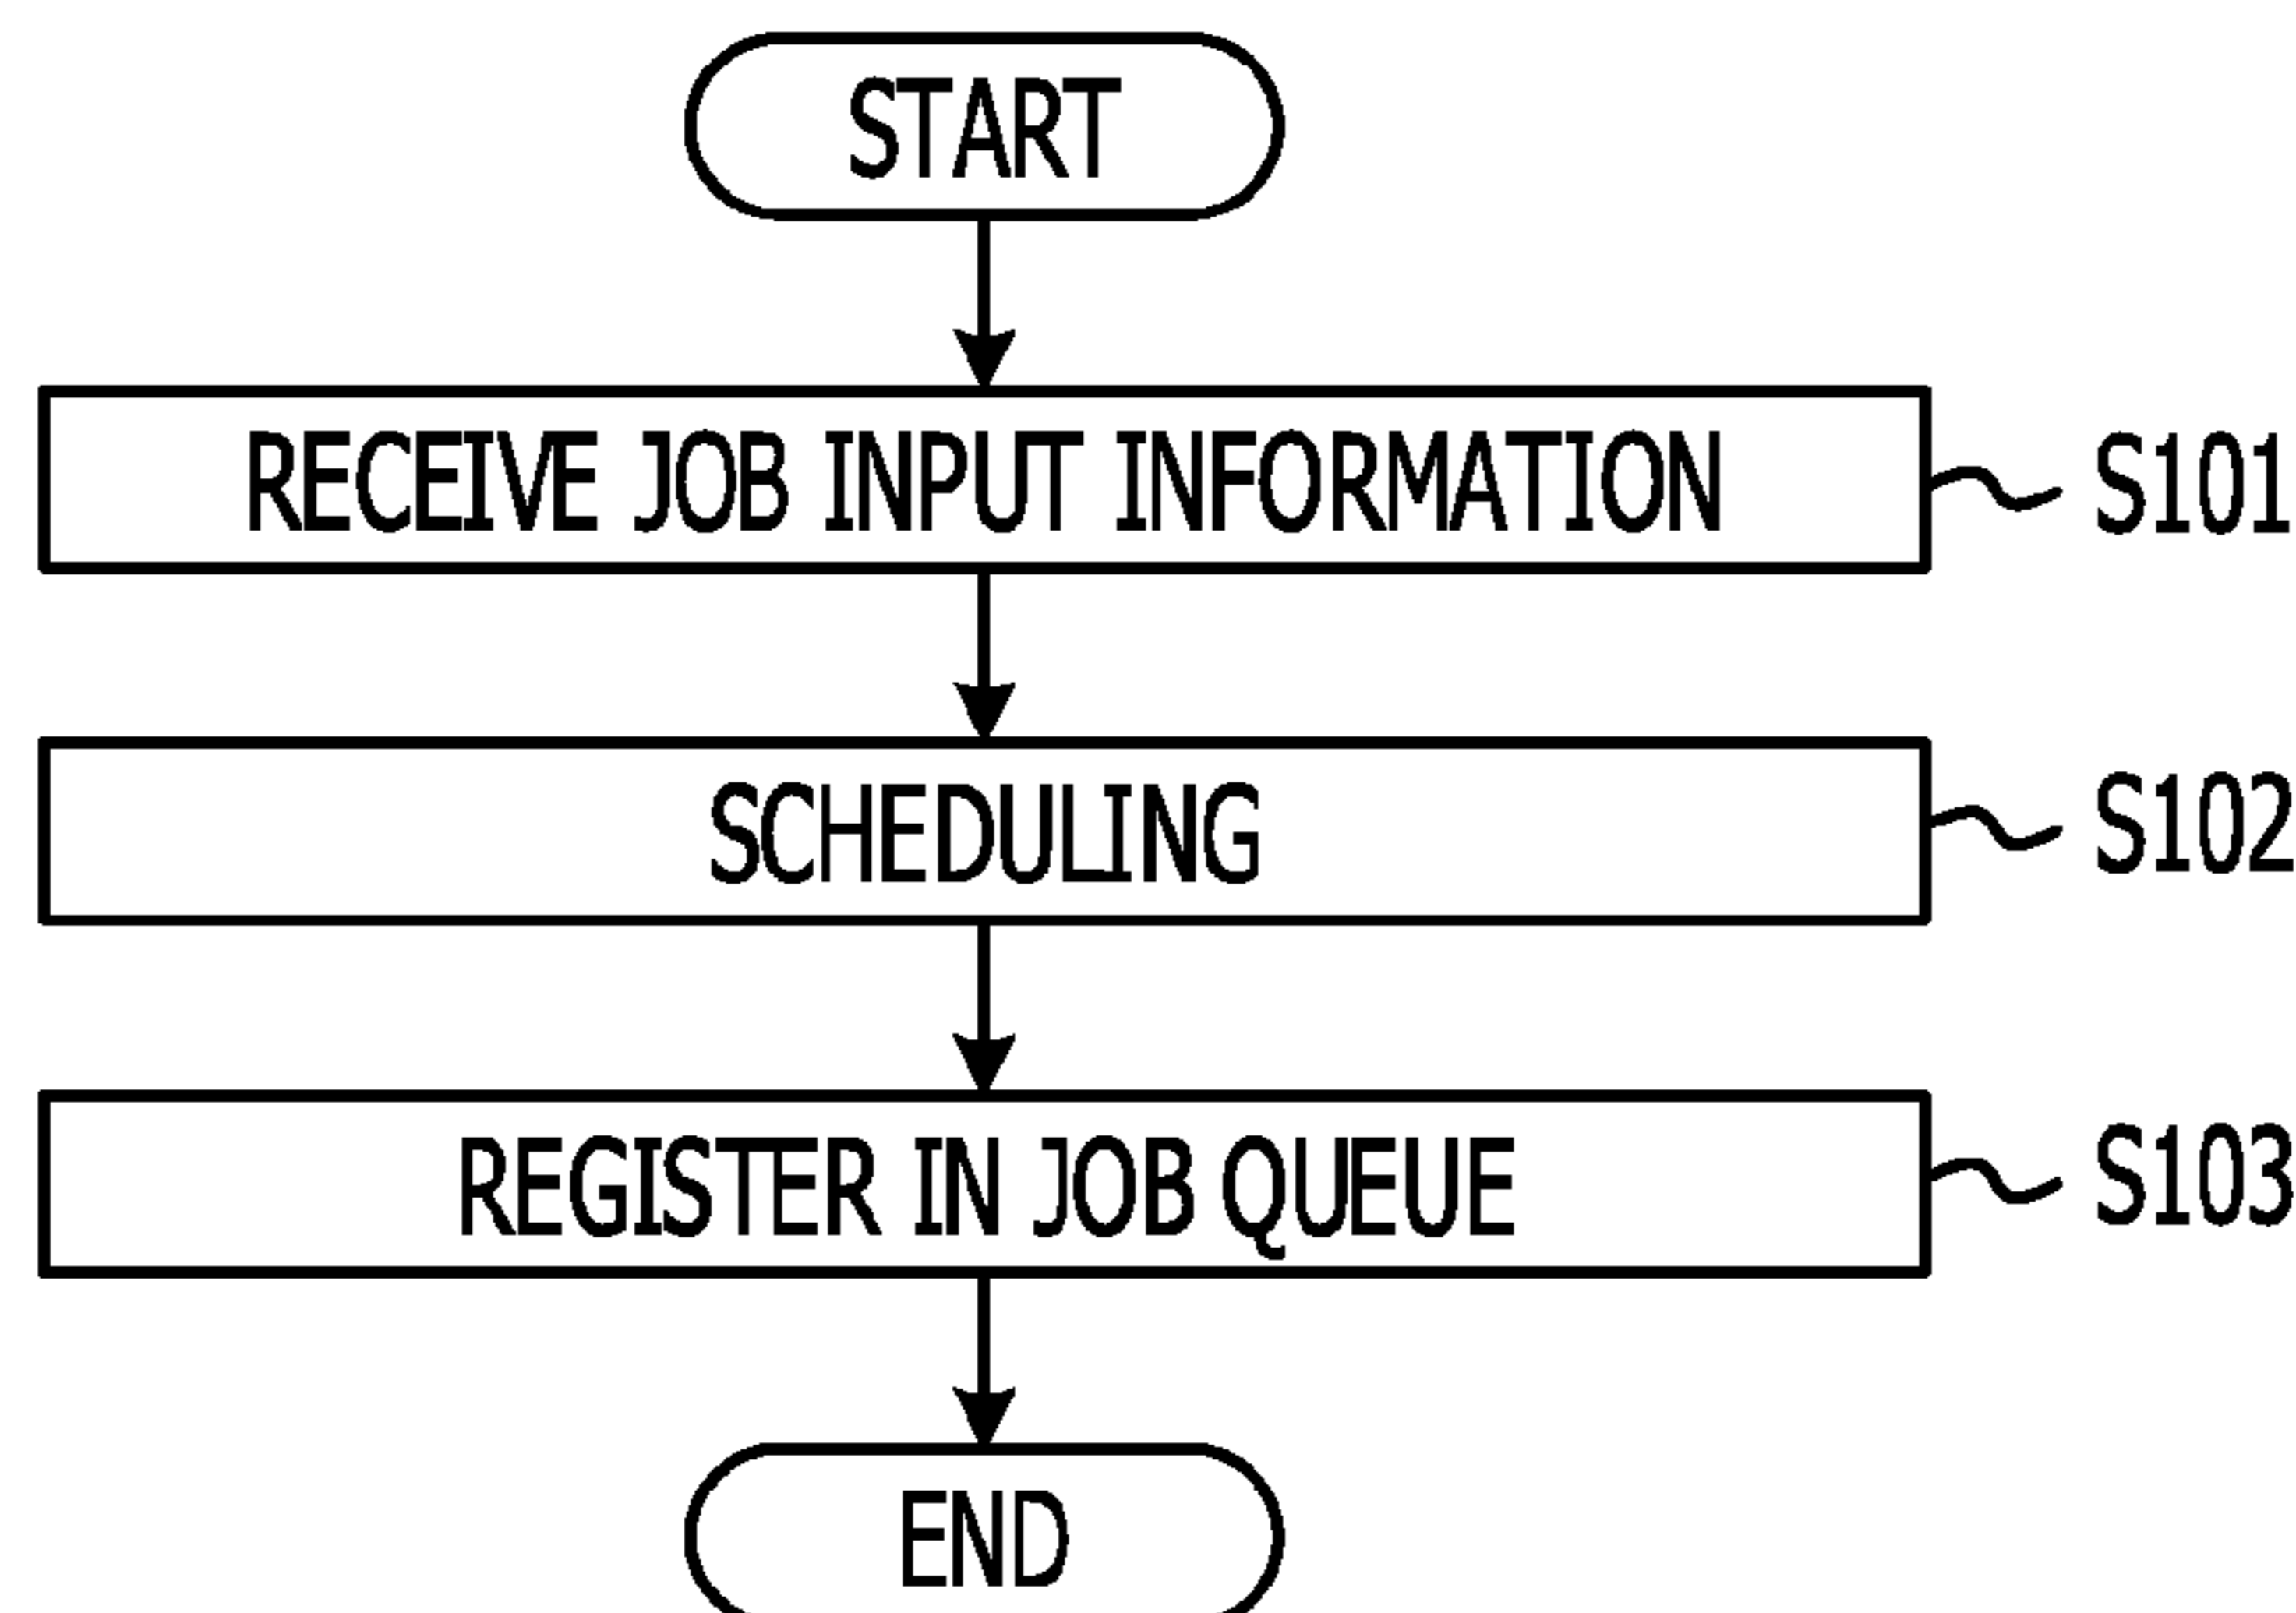 START
RECEIVE JOB INPUT INFORMATION
S101
SCHEDULING
S102
REGISTER IN JOB QUEUE
S103
END